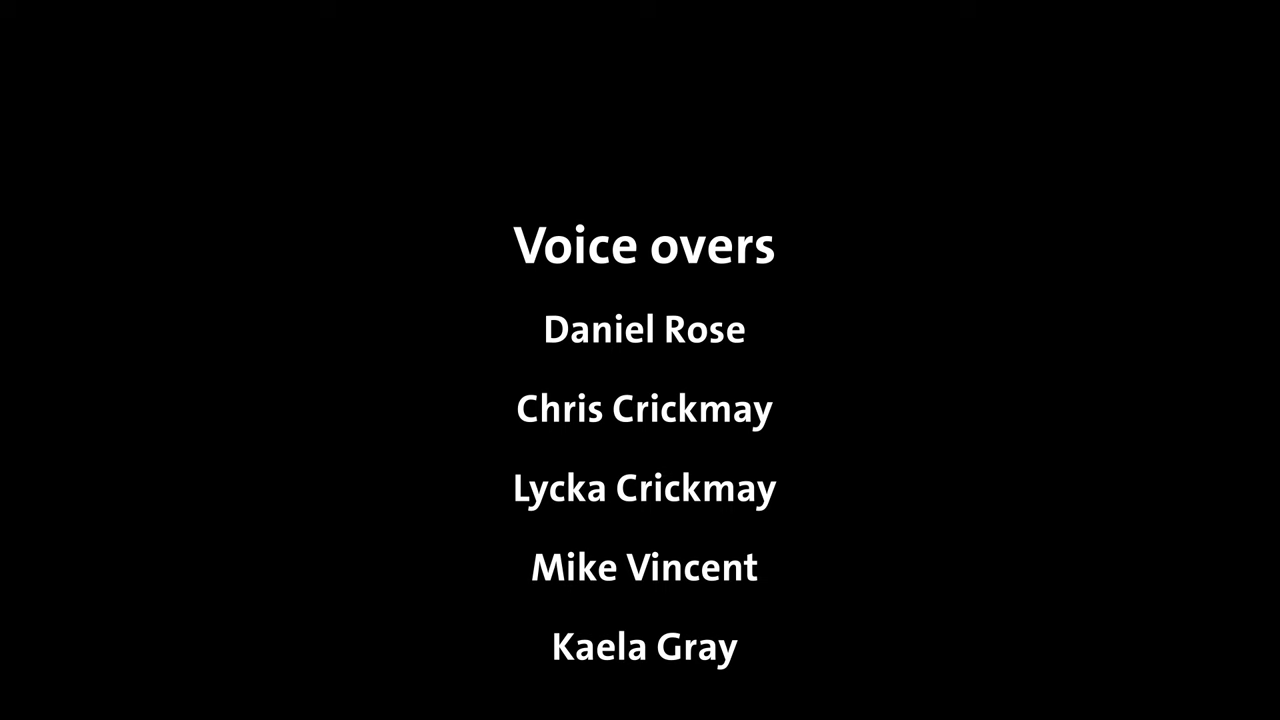 Voice overs
Daniel Rose
Chris Crickmay
Lycka Crickmay
Mike Vincent
Kaela Gray